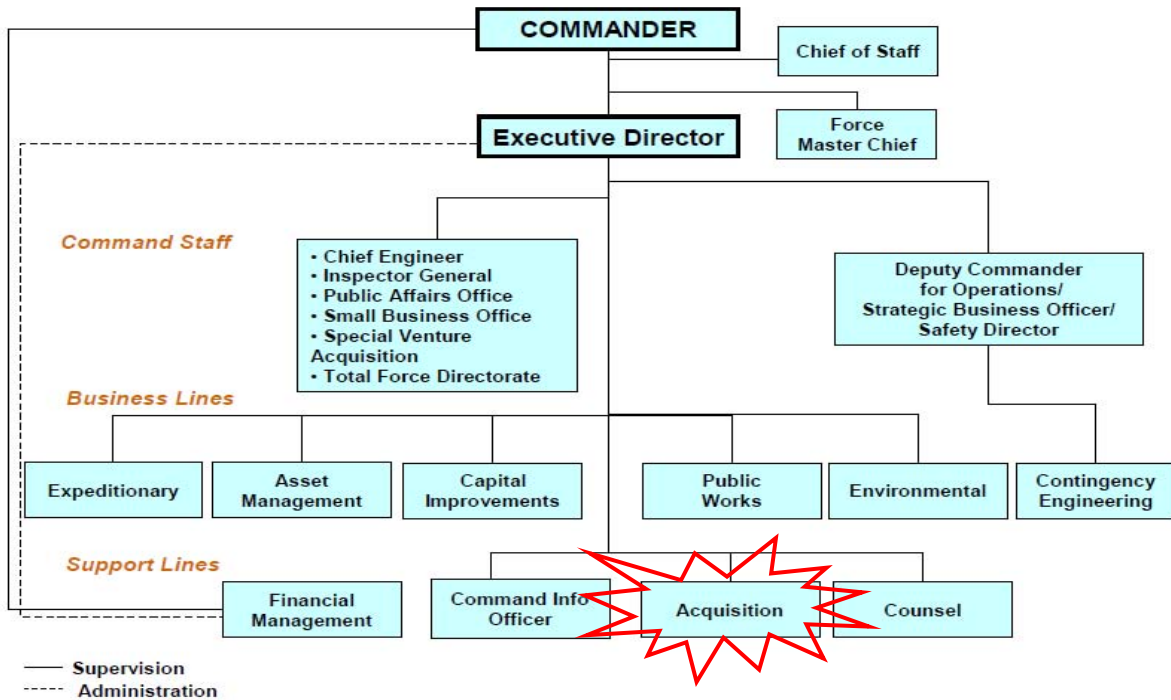 COMMANDER
Chief of Staff
Executive Director
Force
Master Chief
Command Staff
• Chief Engineer
• Inspector General
• Public Affairs Office
• Small Business Office
• Special Venture
Acquisition
• Total Force Directorate
Deputy Commander
for Operations/
Strategic Business Officer/
Safety Director
Business Lines
Expeditionary
Asset
Management
Capital
Improvements
Public
Works
Environmental
Contingency
Engineering
Support Lines
Financial
Management
Command Info
Officer
Acquisition
Counsel
Supervision
Administration